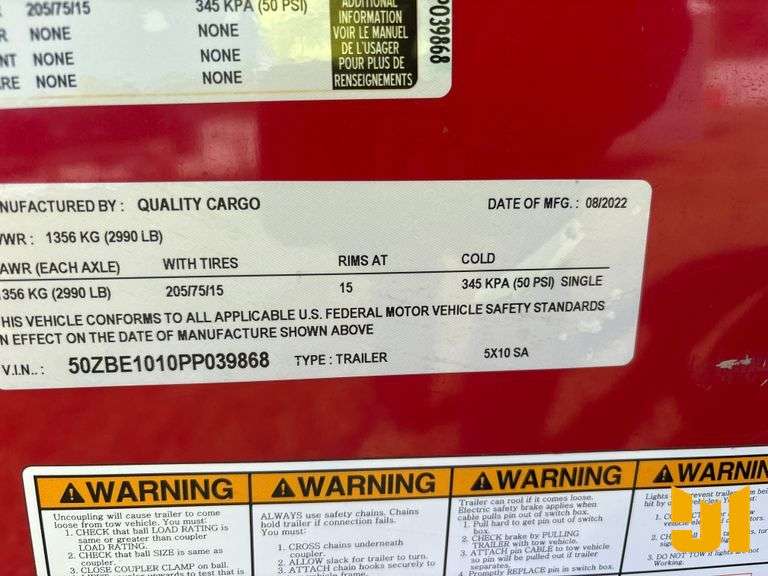 205/75/15 345 KPA (50 PSI)
R NONE NONE
NT NONE NONE
RE NONE NONE
ADDITIONAL
INFORMATION
VOIR LE MANUEL
DE L'USAGER
POUR PLUS DE
RENSEIGNEMENTS
P039868
NUFACTURED BY : QUALITY CARGO DATE OF MFG. : 08/2022
VWR : 1356 KG (2990 LB)
AWR (EACH AXLE) WITH TIRES RIMS AT COLD
356 KG (2990 LB) 205/75/15 15 345 KPA (50 PSI) SINGLE
HIS VEHICLE CONFORMS TO ALL APPLICABLE U.S. FEDERAL MOTOR VEHICLE SAFETY STANDARDS
N EFFECT ON THE DATE OF MANUFACTURE SHOWN ABOVE
V.I.N.. : 50ZBE1010PP039868 TYPE : TRAILER 5X10 SA
WARNING
Uncoupling will cause trailer to come
loose from tow vehicle. You must:
1. CHECK that ball LOAD RATING is
same or greater than coupler
LOAD RATING.
2. CHECK that ball SIZE is same as
coupler.
3. CLOSE COUPLER CLAMP on ball.
WARNING
ALWAYS use safety chains. Chains
hold trailer if connection fails.
You must:
1. CROSS chains underneath
coupler.
2. ALLOW slack for trailer to turn.
3. ATTACH chain hooks securely to
WARNING
Trailer can rool if it comes loose.
Electric safety brake applies when
cable pulls out of switch box.
1. Pull hard to get pin out of switch
box.
2. CHECK brake by PULLING
TRAILER with tow vehicle.
3. ATTACH pin CABLE to tow vehicle
so pin will be pulled out if trailer
separates.
4. Promptly REPLACE pin in switch box.
WARNIN
Lights prevent trailer
hit by
You must:
DO NOT TOW if lights are not
Working.